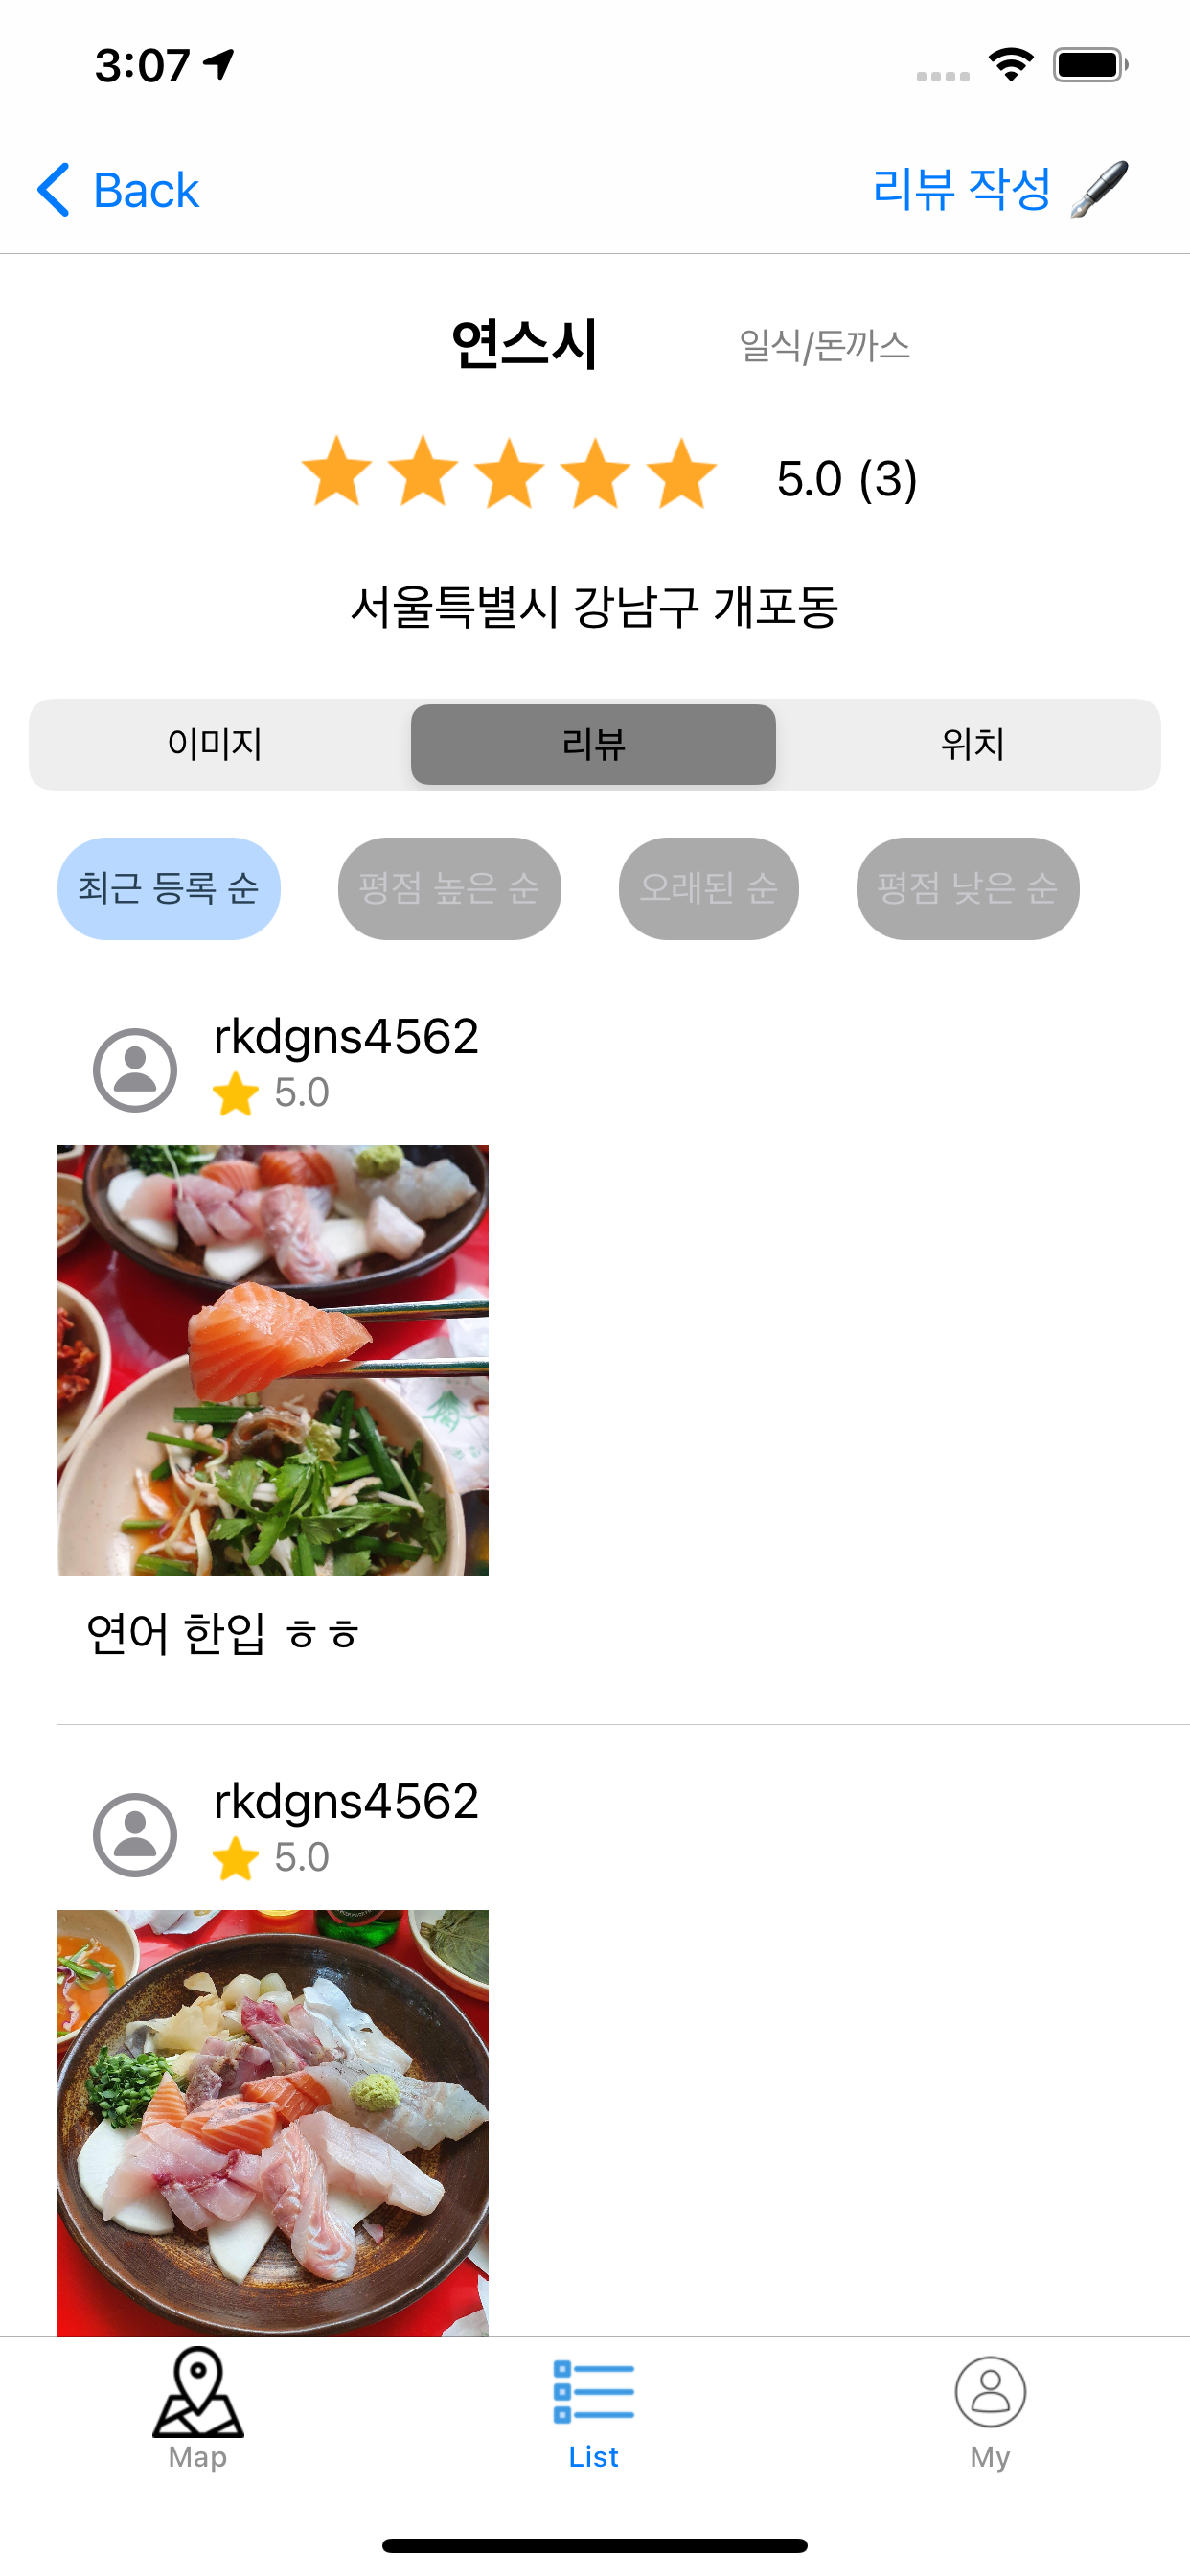 3:07
Back
리뷰 작성
연스시
일식/돈까스
5.0 (3)
서울특별시 강남구 개포동
이미지
리뷰
위치
최근 등록 순
평점 높은 순
오래된 순
평점 낮은 순
rkdgns4562
5.0
연어 한입 ㅎㅎ
rkdgns4562
5.0
Map
List
My